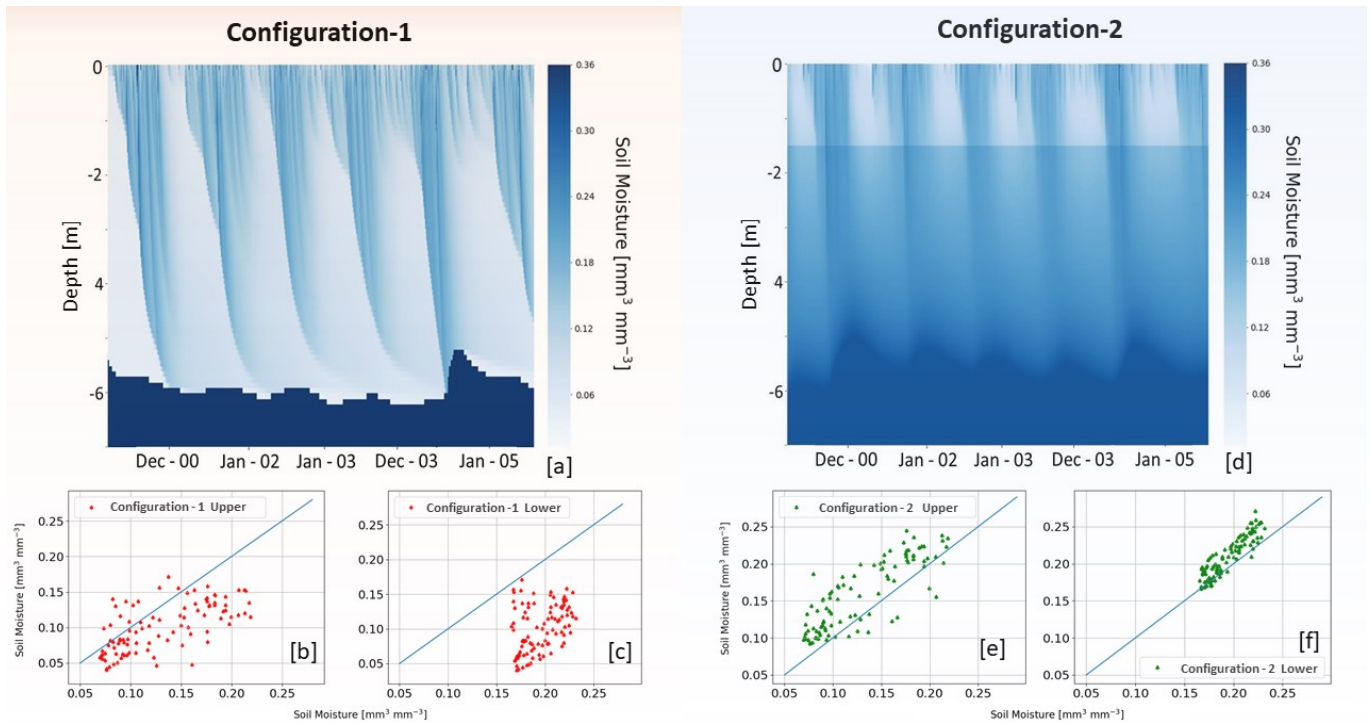 Configuration-1
0
-2
4
-6
Depth [m]
Dec - 00 Jan - 02 Jan - 03 Dec - 03 Jan - 05
[a]
0.36
0.30
0.24
0.18
0.12
0.06
Soil Moisture [mm³ mm⁻³]
Configuration-2
0
-2
4
-6
Depth [m]
Dec - 00 Jan - 02 Jan - 03 Dec - 03 Jan - 05
[d]
0.36
0.30
0.24
0.18
0.12
0.06
Soil Moisture [mm³ mm⁻³]
Configuration - 1 Upper
Soil Moisture [mm³ mm⁻³]
0.25
0.20
0.15
0.10
0.05
[b]
0.05 0.10 0.15 0.20 0.25
Configuration -1 Lower
0.25
0.20
0.15
0.10
0.05
[c]
0.05 0.10 0.15 0.20 0.25
Soil Moisture [mm³ mm⁻³]
Configuration - 2 Upper
Soil Moisture [mm³ mm⁻³]
0.25
0.20
0.15
0.10
0.05
[e]
0.05 0.10 0.15 0.20 0.25
0.25
0.20
0.15
0.10
0.05
[f]
Configuration - 2 Lower
0.05 0.10 0.15 0.20 0.25
Soil Moisture [mm³ mm⁻³]